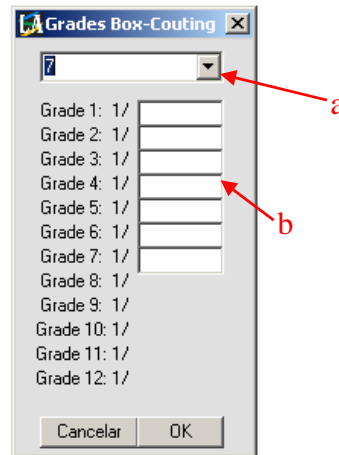 Grades Box-Couting
7
a
Grade 1: 1/
Grade 2: 1/
Grade 3: 1/
Grade 4: 1/
Grade 5: 1/
Grade 6: 1/
Grade 7: 1/
b
Grade 8: 1/
Grade 9: 1/
Grade 10: 1/
Grade 11: 1/
Grade 12: 1/
Cancelar OK